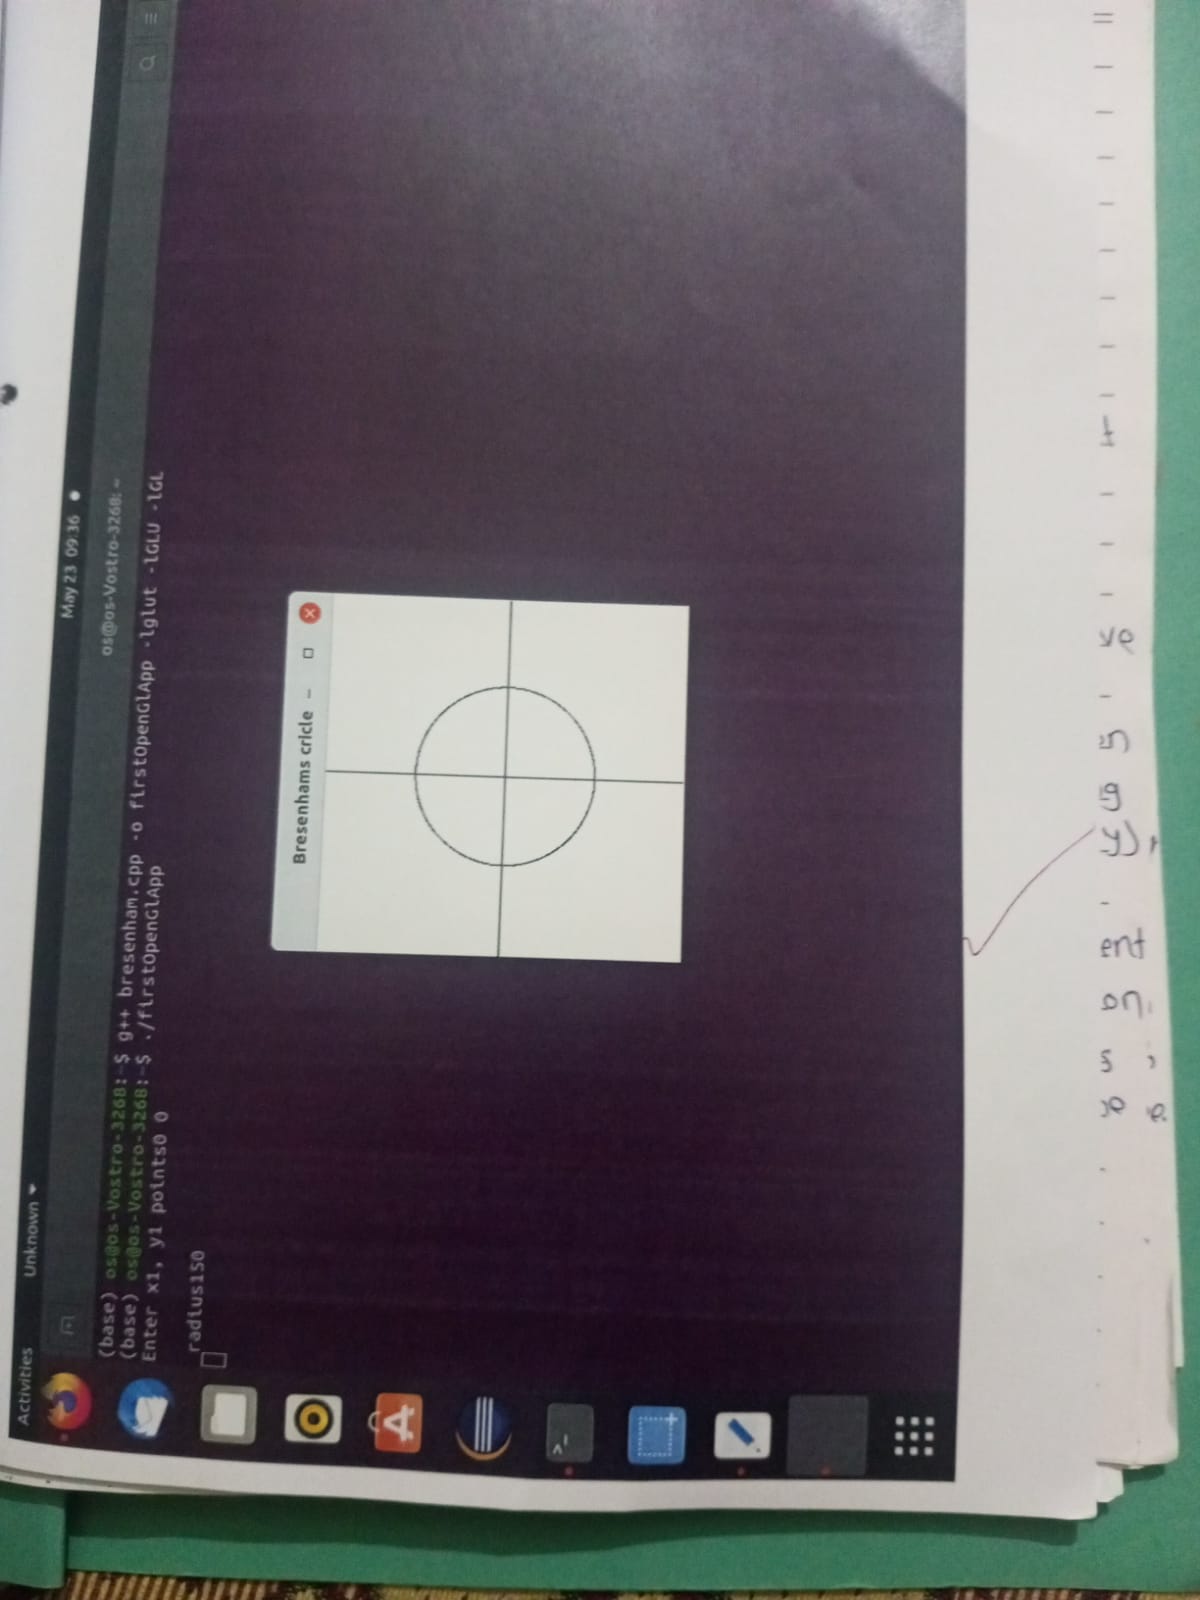 Activities
Unknown
May 23 09:36
os@os-Vostro-3268: ~
(base) os@os-Vostro-3268:~$ g++ bresenham.cpp -o firstOpenGlApp -lglut -lGLU -lGL
(base) os@os-Vostro-3268:~$ ./firstOpenGlApp
Enter x1, y1 points0 0
radius150
Bresenhams cricle
ent
on
s
ve
5